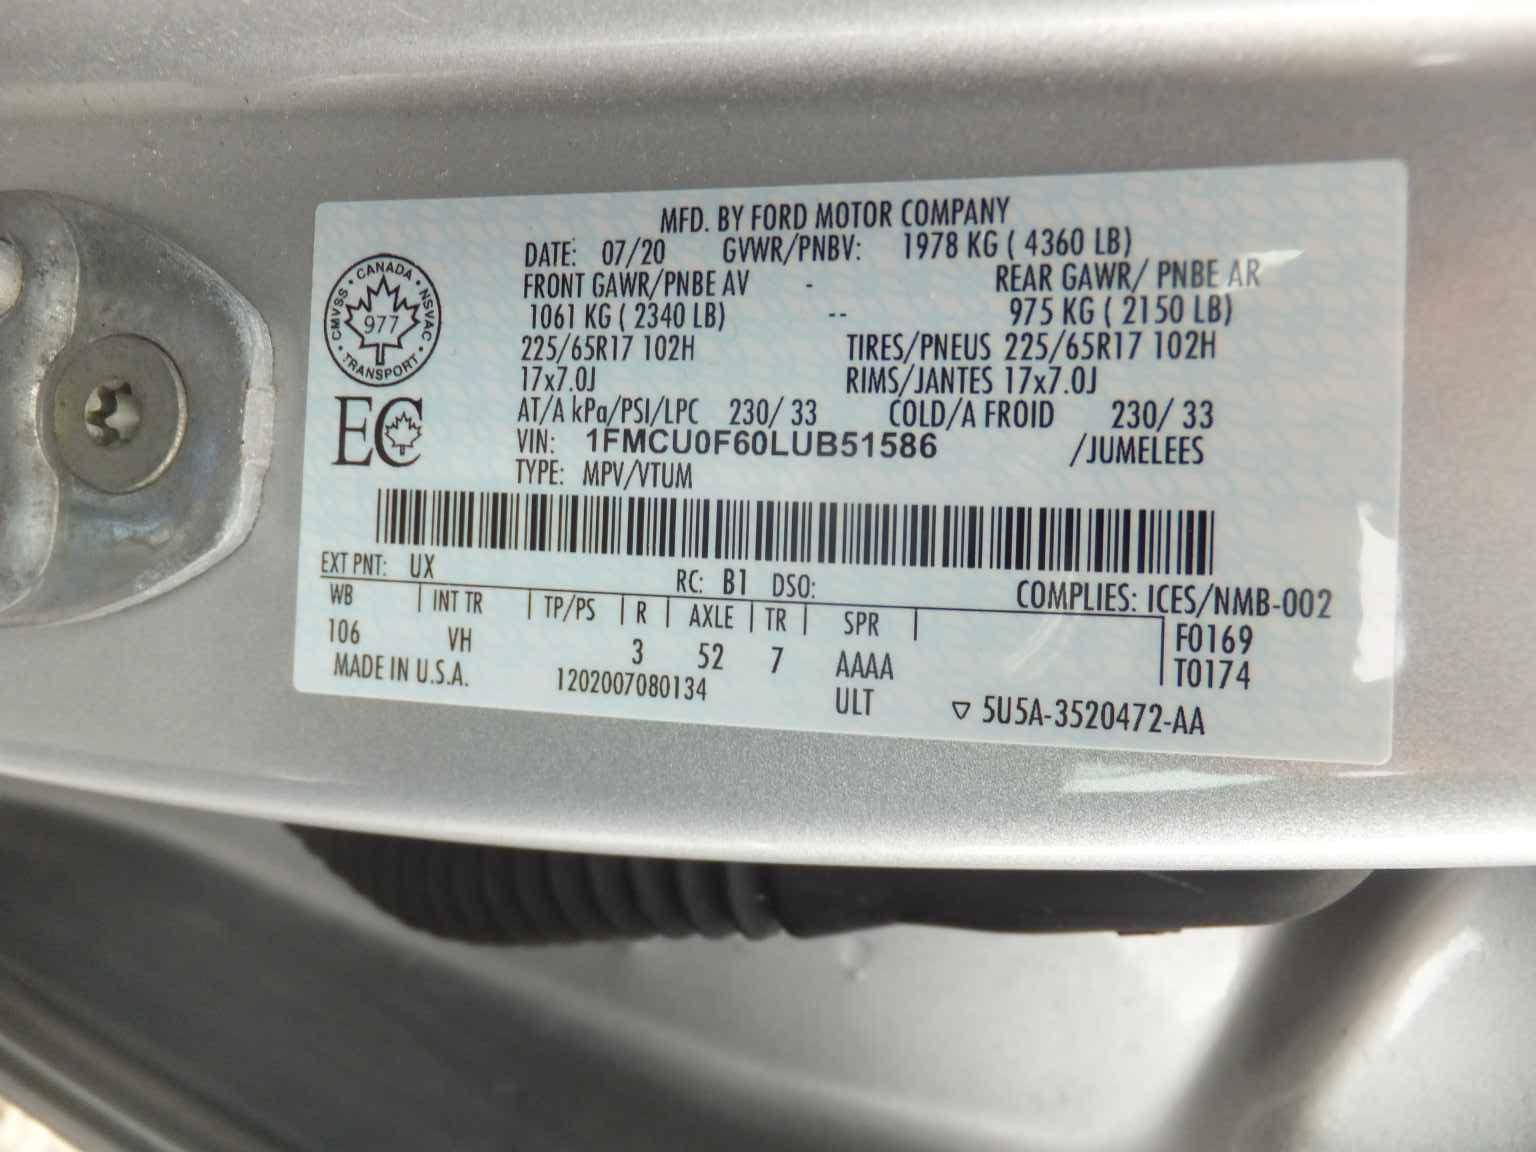 MFD. BY FORD MOTOR COMPANY
DATE: 07/20 GVWR/PNBV: 1978 KG ( 4360 LB)
FRONT GAWR/PNBE AV - REAR GAWR/ PNBE AR
1061 KG ( 2340 LB) -- 975 KG ( 2150 LB)
225/65R17 102H TIRES/PNEUS 225/65R17 102H
17x7.0J RIMS/JANTES 17x7.0J
AT/A kPa/PSI/LPC 230/ 33 COLD/A FROID 230/ 33
VIN: 1FMCU0F60LUB51586 /JUMELEES
TYPE: MPV/VTUM
CANADA · NSVAC · TRANSPORT · CMVSS ·
977
EC
EXT PNT: UX RC: B1 DSO: COMPLIES: ICES/NMB-002
WB | INT TR | TP/PS | R | AXLE | TR | SPR | F0169
106 VH 3 52 7 AAAA T0174
MADE IN U.S.A. 1202007080134 ULT ▽ 5U5A-3520472-AA